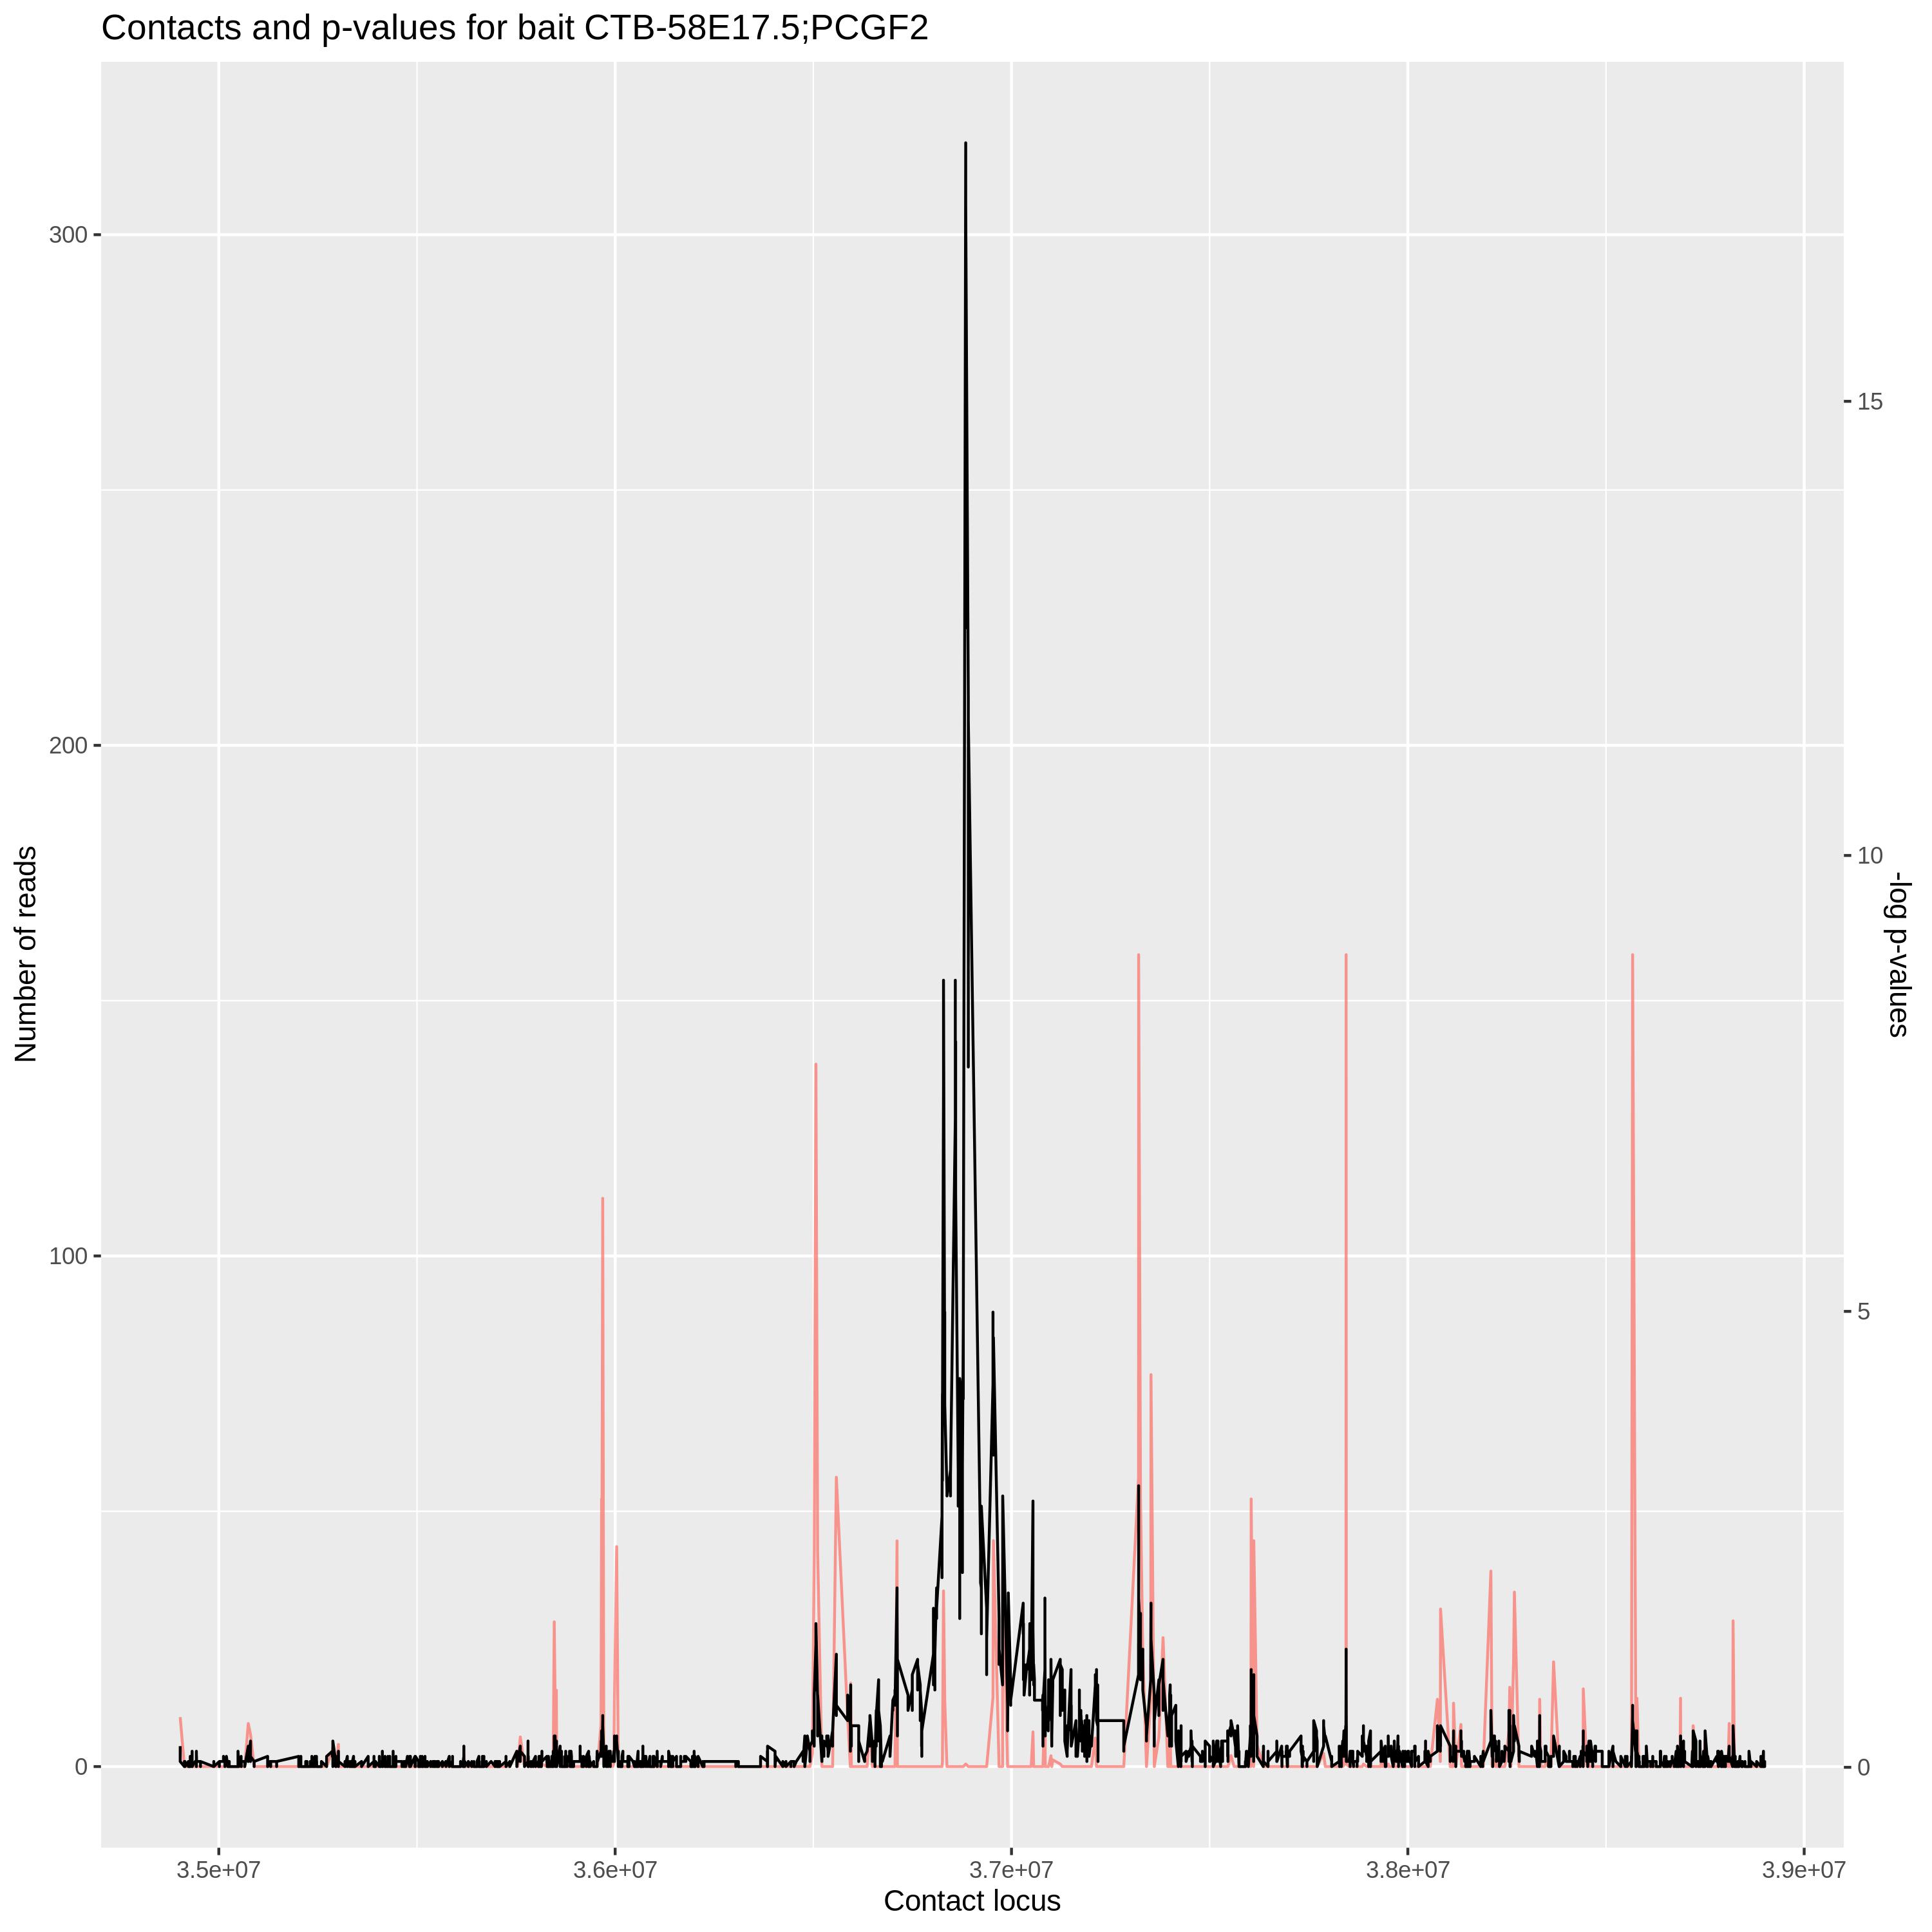 Contacts and p-values for bait CTB-58E17.5;PCGF2
Number of reads
300
200
100
0
15
10
5
0
-log p-values
3.5e+07
3.6e+07
3.7e+07
3.8e+07
3.9e+07
Contact locus